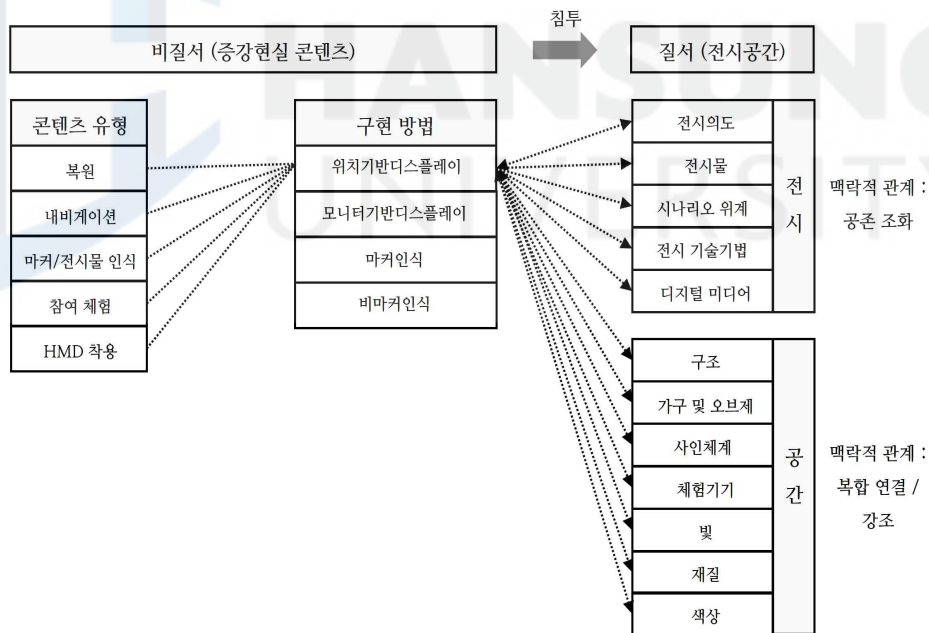 침투
비질서 (증강현실 콘텐츠)
질서 (전시공간)
HANSUNG
UNIVERSITY
콘텐츠 유형
복원
내비게이션
마커/전시물 인식
참여 체험
HMD 착용
구현 방법
위치기반디스플레이
모니터기반디스플레이
마커인식
비마커인식
전시의도
전시물
시나리오 위계
전시 기술기법
디지털 미디어
전
시
맥락적 관계 :
공존 조화
구조
가구 및 오브제
사인체계
체험기기
빛
재질
색상
공
간
맥락적 관계 :
복합 연결 /
강조